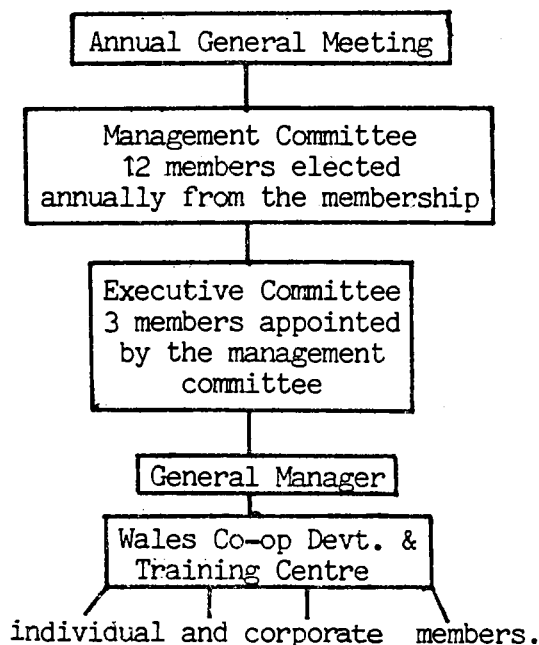 Annual General Meeting
Management Committee
12 members elected
annually from the membership
Executive Committee
3 members appointed
by the management
committee
General Manager
Wales Co-op Devt. &
Training Centre
individual and corporate members.